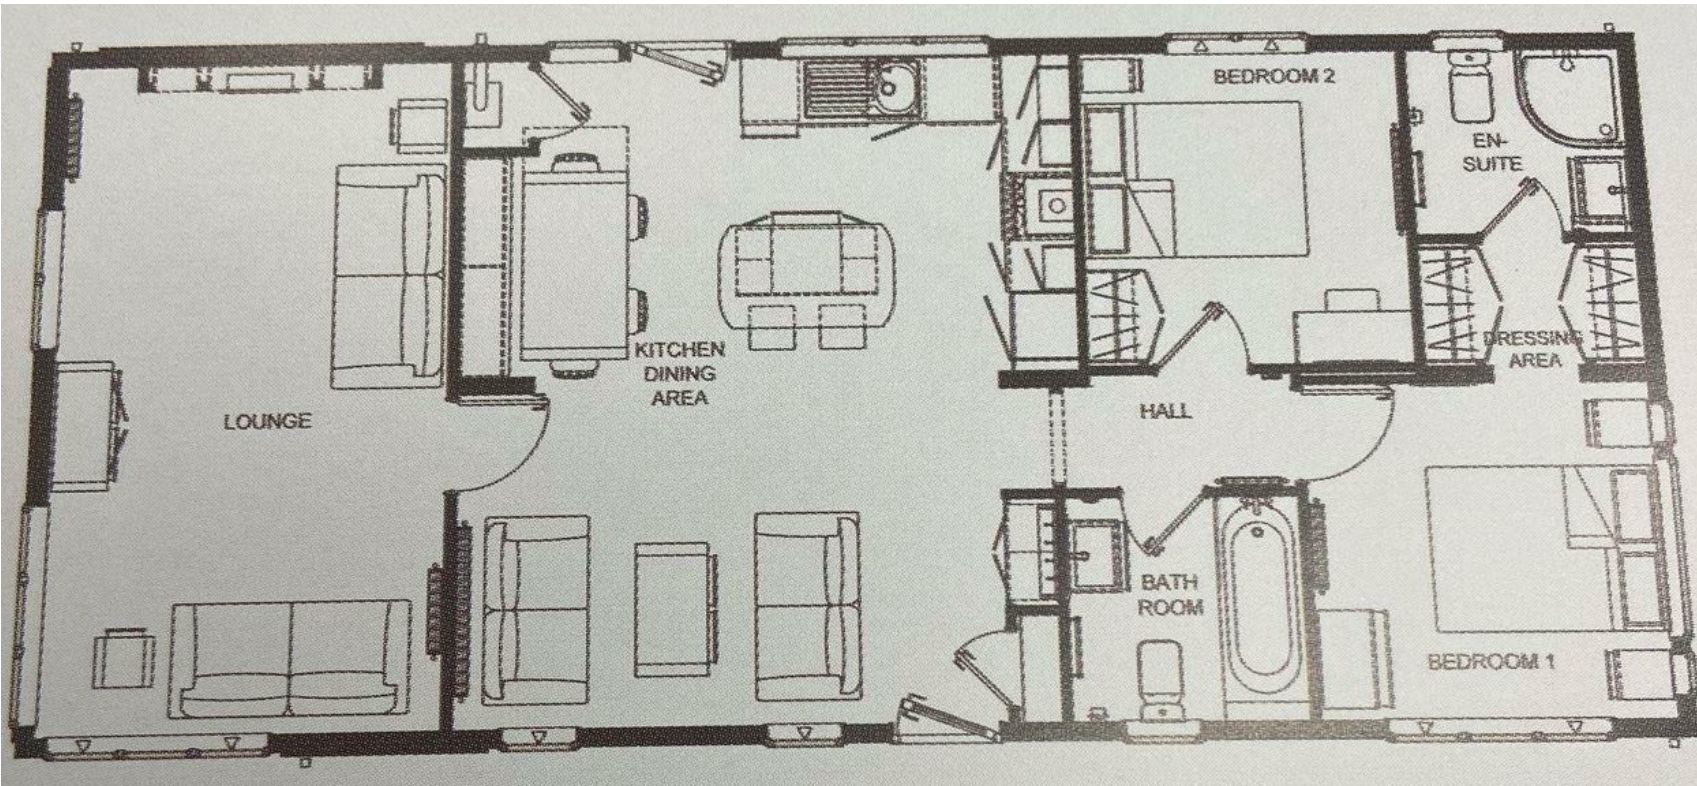 BEDROOM 2
EN-
SUITE
KITCHEN
DINING
AREA
DRESSING
AREA
LOUNGE
HALL
BATH
ROOM
BEDROOM 1